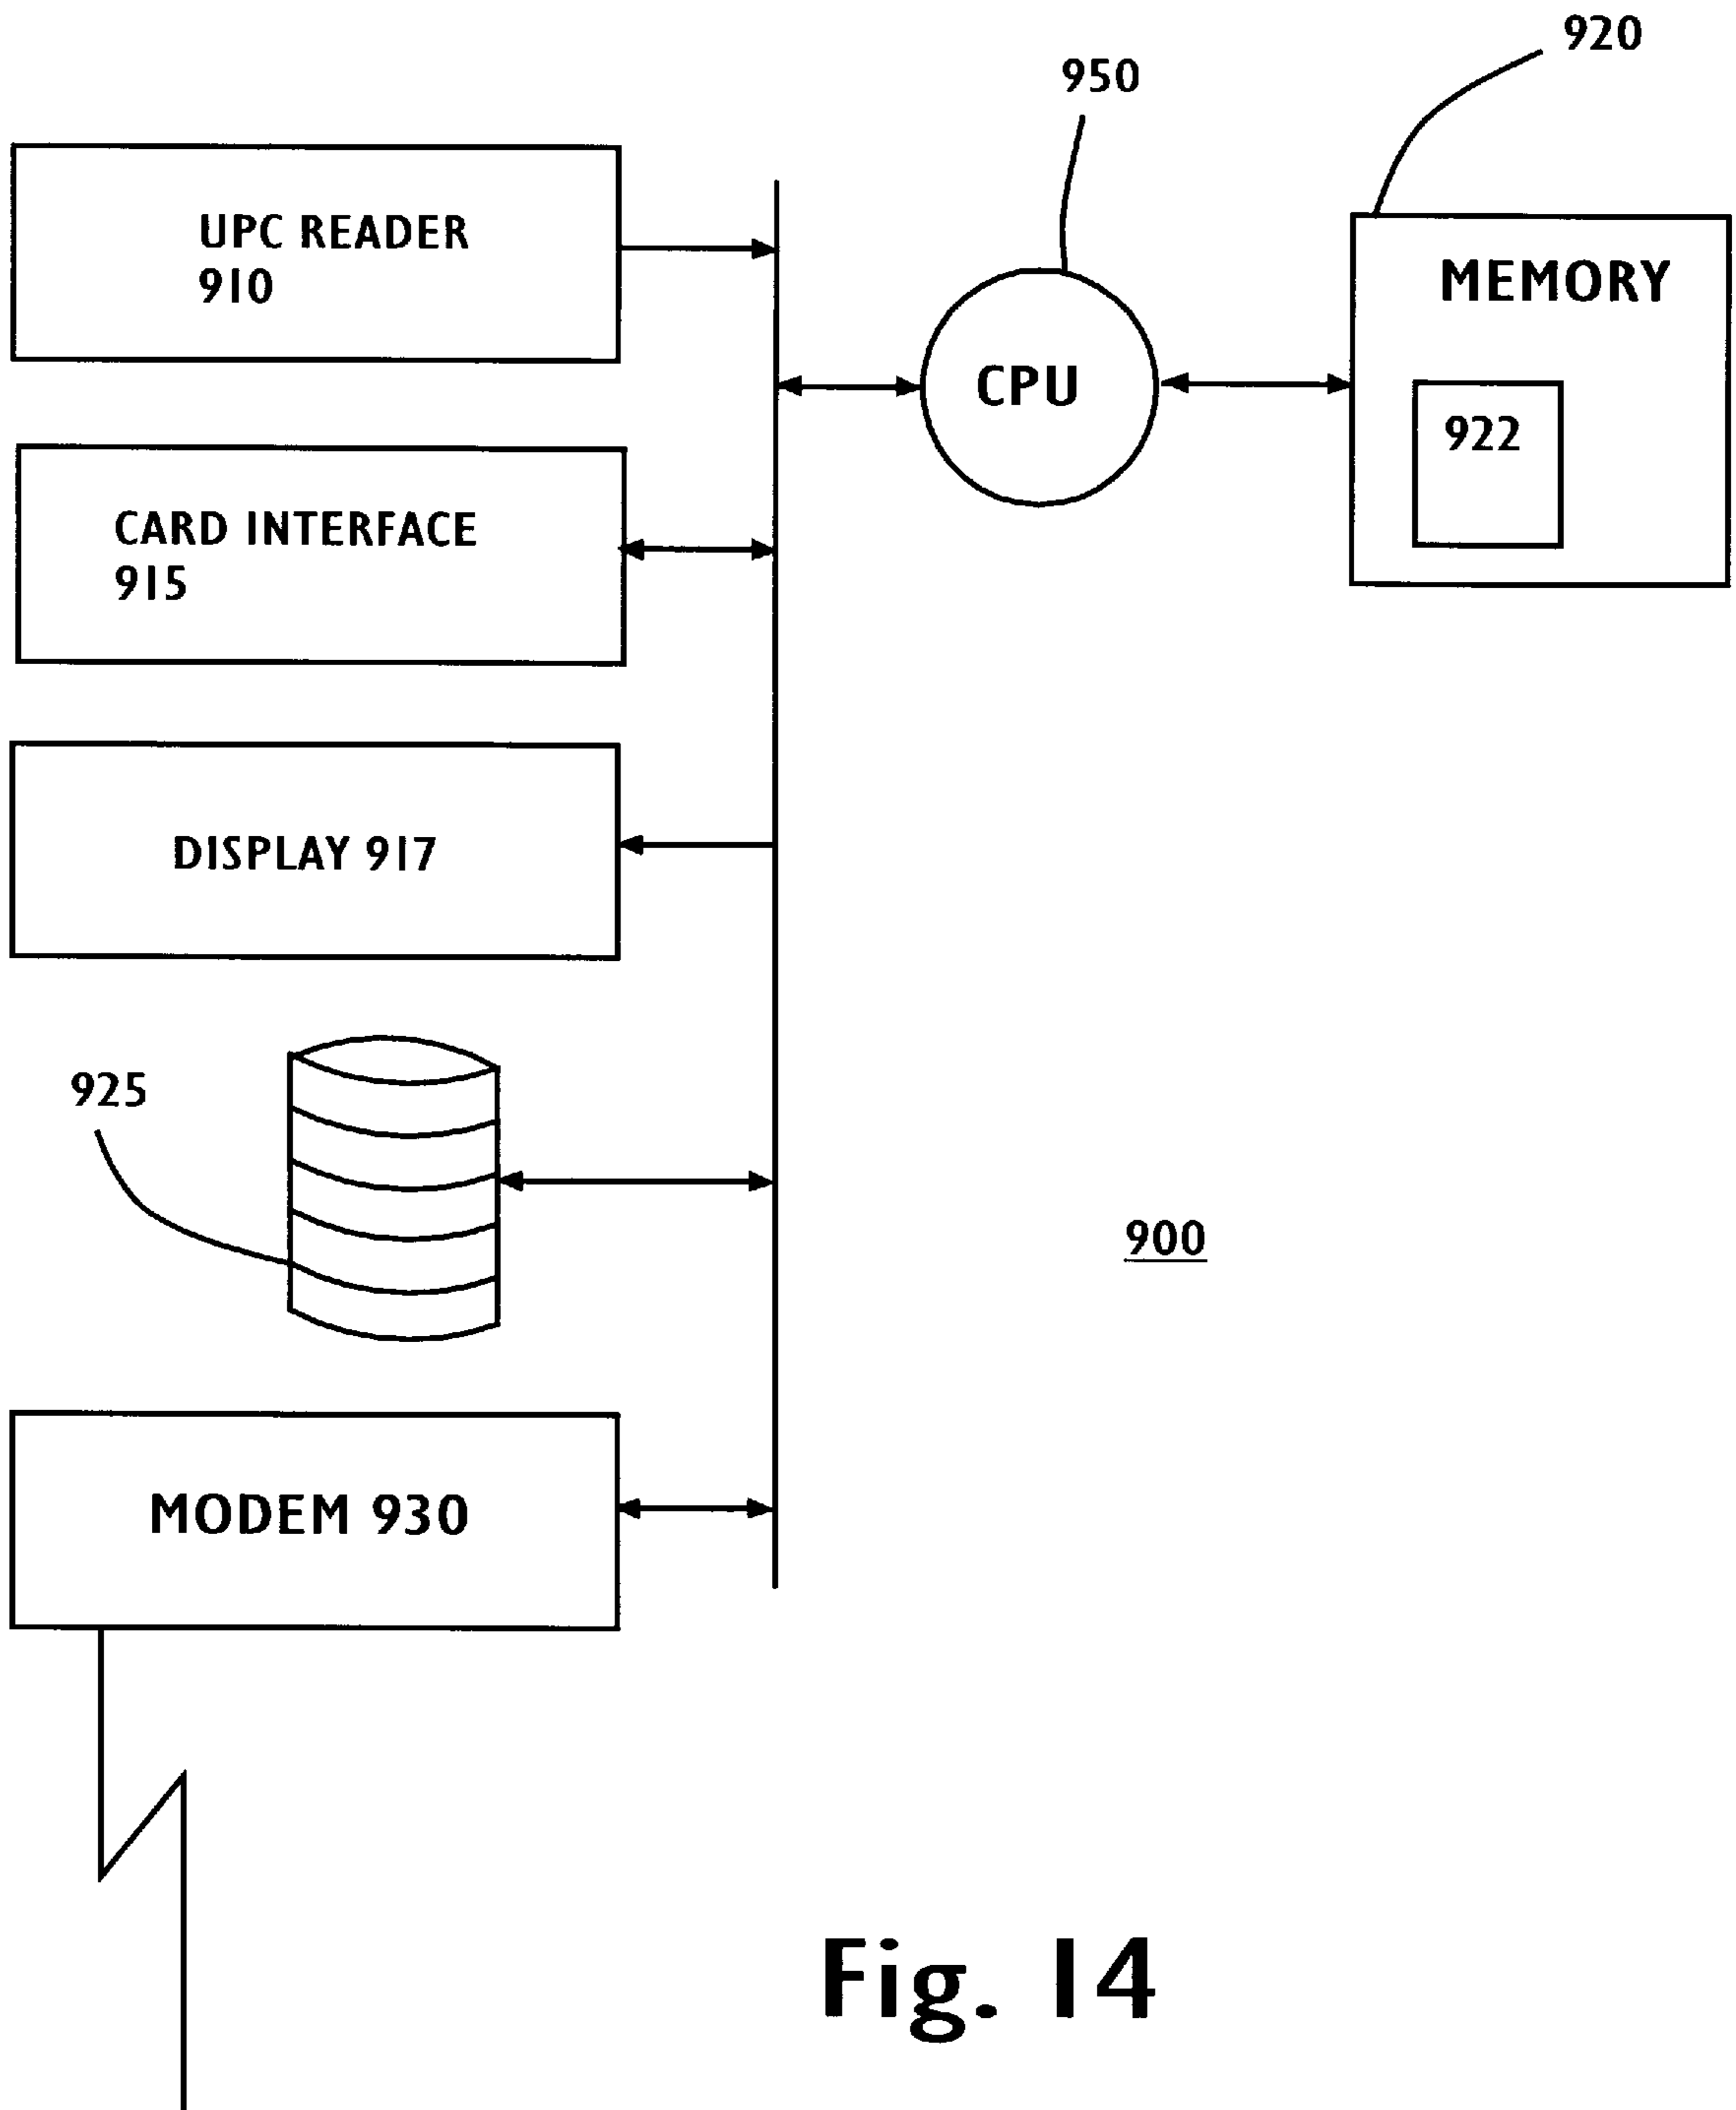 920
950
UPC READER
910
MEMORY
CPU
922
CARD INTERFACE
915
DISPLAY 917
925
900
MODEM 930
Fig. 14